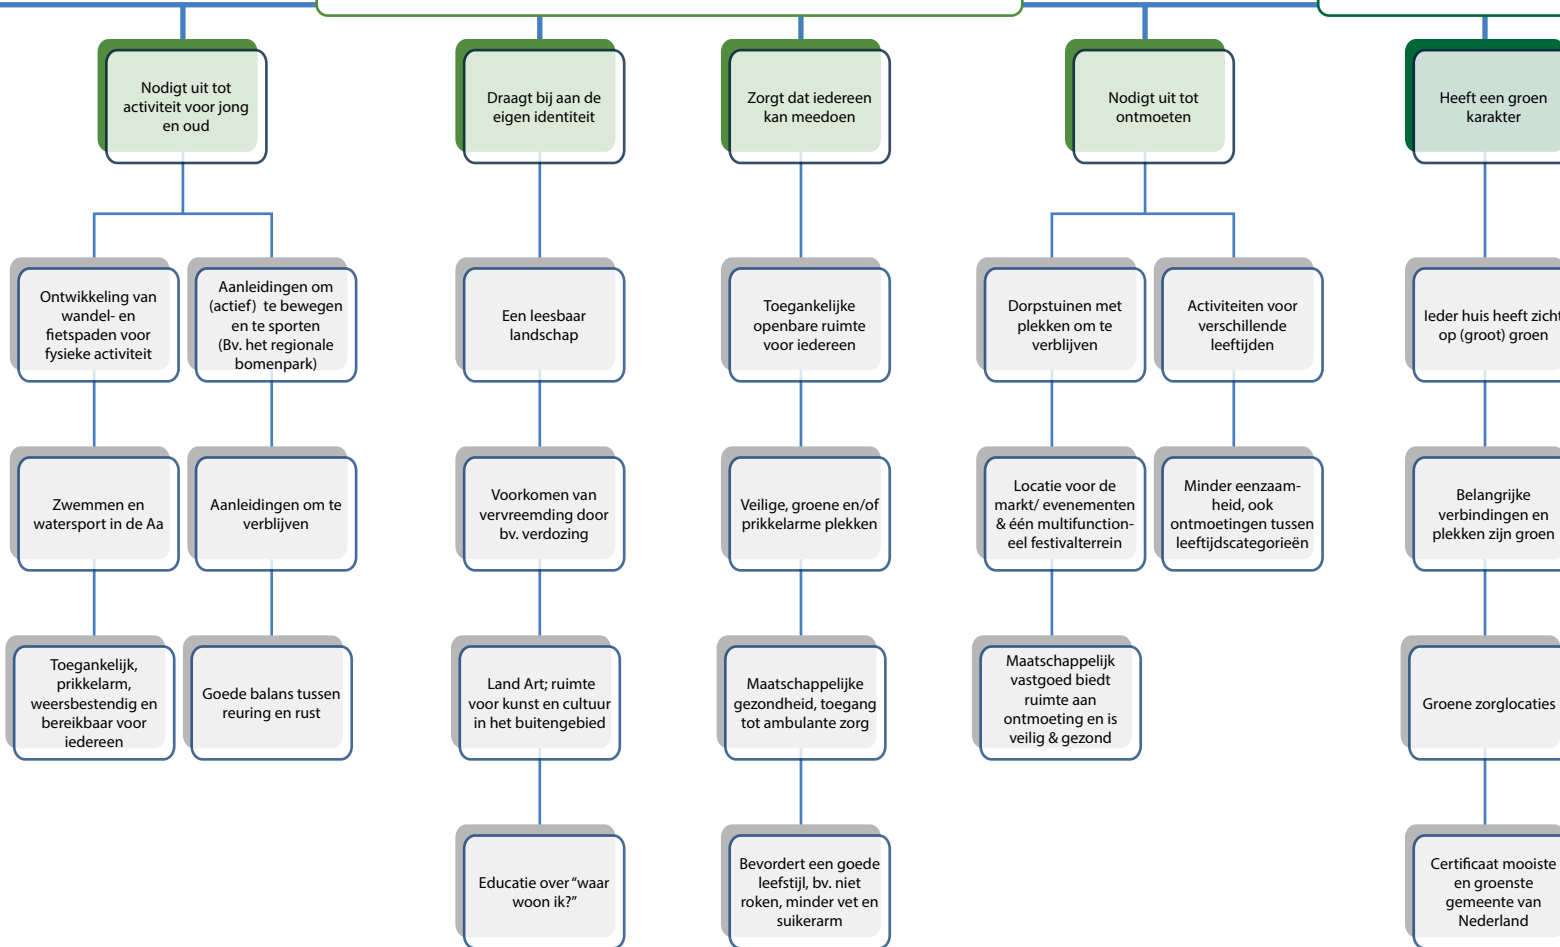 Nodigt uit tot
activiteit voor jong
en oud
Draagt bij aan de
eigen identiteit
Zorgt dat iedereen
kan meedoen
Nodigt uit tot
ontmoeten
Heeft een groen
karakter
Ontwikkeling van
wandel- en
fietspaden voor
fysieke activiteit
Aanleidingen om
(actief) te bewegen
en te sporten
(Bv. het regionale
bomenpark)
Een leesbaar
landschap
Toegankelijke
openbare ruimte
voor iedereen
Dorpstuinen met
plekken om te
verblijven
Activiteiten voor
verschillende
leeftijden
Ieder huis heeft zicht
op (groot) groen
Zwemmen en
watersport in de Aa
Aanleidingen om te
verblijven
Voorkomen van
vervreemding door
bv. verdozing
Veilige, groene en/of
prikkelarme plekken
Locatie voor de
markt/ evenementen
& één multifunction-
eel festivalterrein
Minder eenzaam-
heid, ook
ontmoetingen tussen
leeftijdscategorieën
Belangrijke
verbindingen en
plekken zijn groen
Toegankelijk,
prikkelarm,
weersbestendig en
bereikbaar voor
iedereen
Goede balans tussen
reuring en rust
Land Art; ruimte
voor kunst en cultuur
in het buitengebied
Maatschappelijke
gezondheid, toegang
tot ambulante zorg
Maatschappelijk
vastgoed biedt
ruimte aan
ontmoeting en is
veilig & gezond
Groene zorglocaties
Educatie over “waar
woon ik?”
Bevordert een goede
leefstijl, bv. niet
roken, minder vet en
suikerarm
Certificaat mooiste
en groenste
gemeente van
Nederland